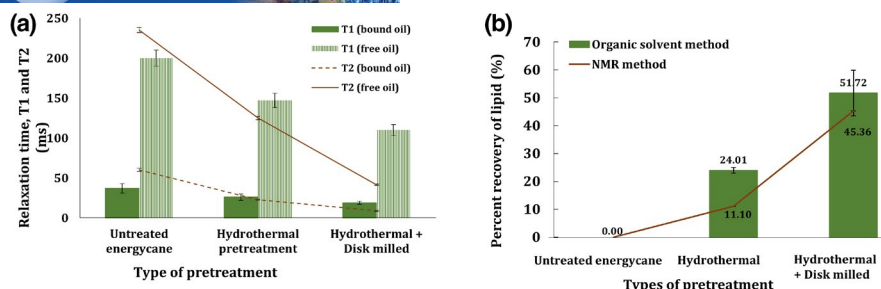 (a)
250
200
150
100
50
0
Relaxation time, T1 and T2
(ms)
T1 (bound oil)
T1 (free oil)
T2 (bound oil)
T2 (free oil)
Untreated
energycane
Hydrothermal
pretreatment
Hydrothermal +
Disk milled
Type of pretreatment
(b)
70
60
50
40
30
20
10
0
Percent recovery of lipid (%)
Organic solvent method
NMR method
51.72
45.36
24.01
11.10
0.00
Untreated energycane
Hydrothermal
Hydrothermal
+ Disk milled
Types of pretreatment